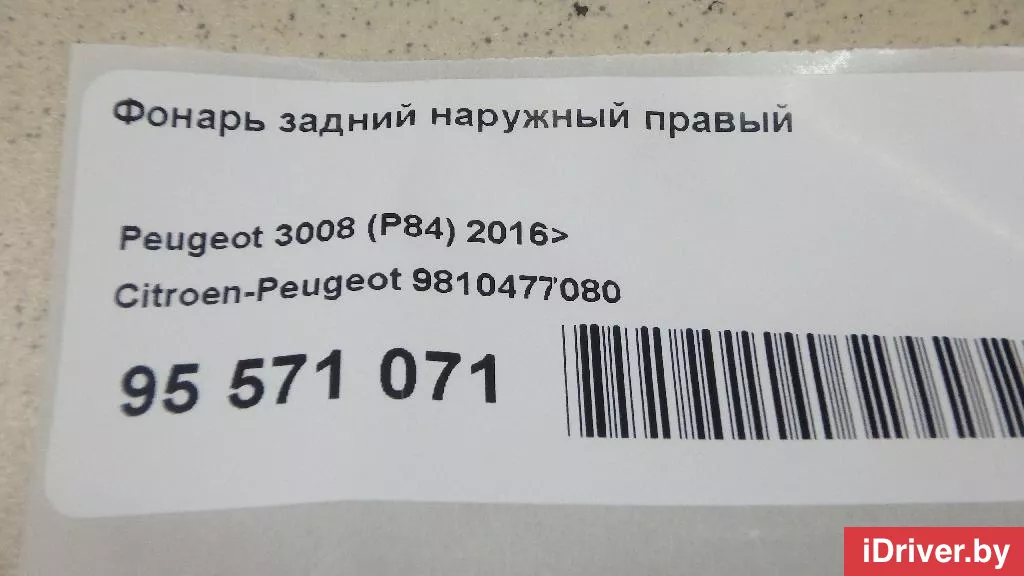 Фонарь задний наружный правый
Peugeot 3008 (P84) 2016>
Citroen-Peugeot 9810477080
95 571 071
iDriver.by